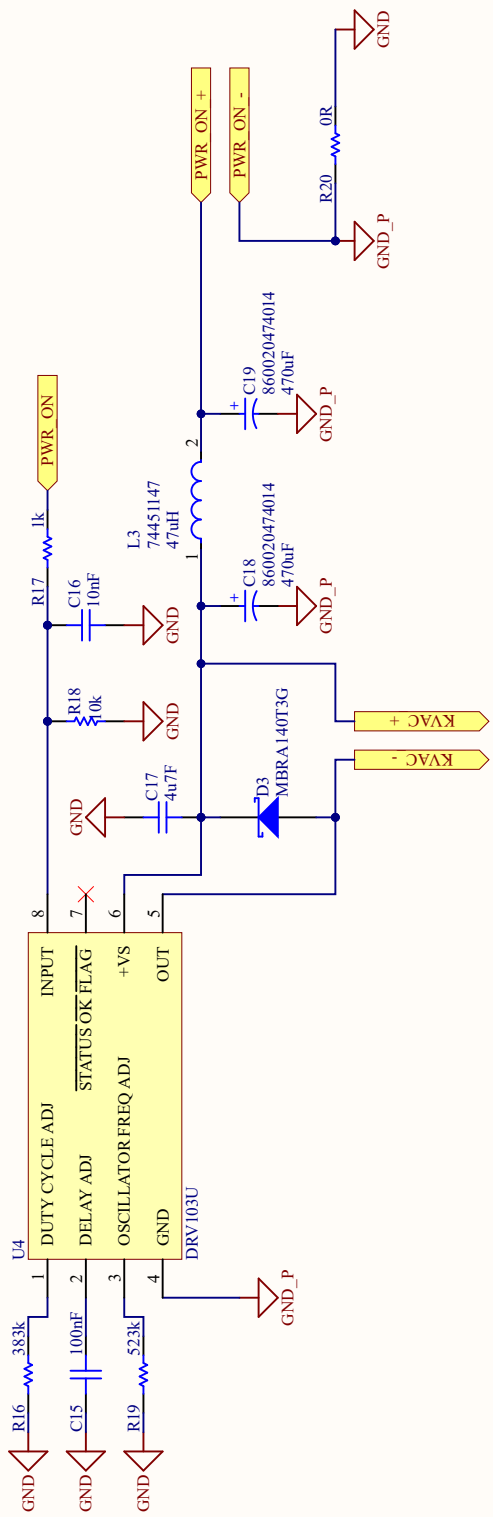 U4
DUTY CYCLE ADJ
DELAY ADJ
OSCILLATOR FREQ ADJ
GND
INPUT
STATUS OK FLAG
+VS
OUT
DRV103U
1
2
3
4
8
7
6
5
R16
383k
GND
C15
100nF
GND
R19
523k
GND
GND_P
R17
1k
PWR_ON
C16
10nF
GND
R18
10k
GND
C17
4u7F
GND
D3
MBRA140T3G
KVAC +
KVAC -
L3
74451147
47uH
1
2
+
C18
860020474014
470uF
GND_P
+
C19
860020474014
470uF
GND_P
PWR_ON +
PWR_ON -
R20
0R
GND_P
GND